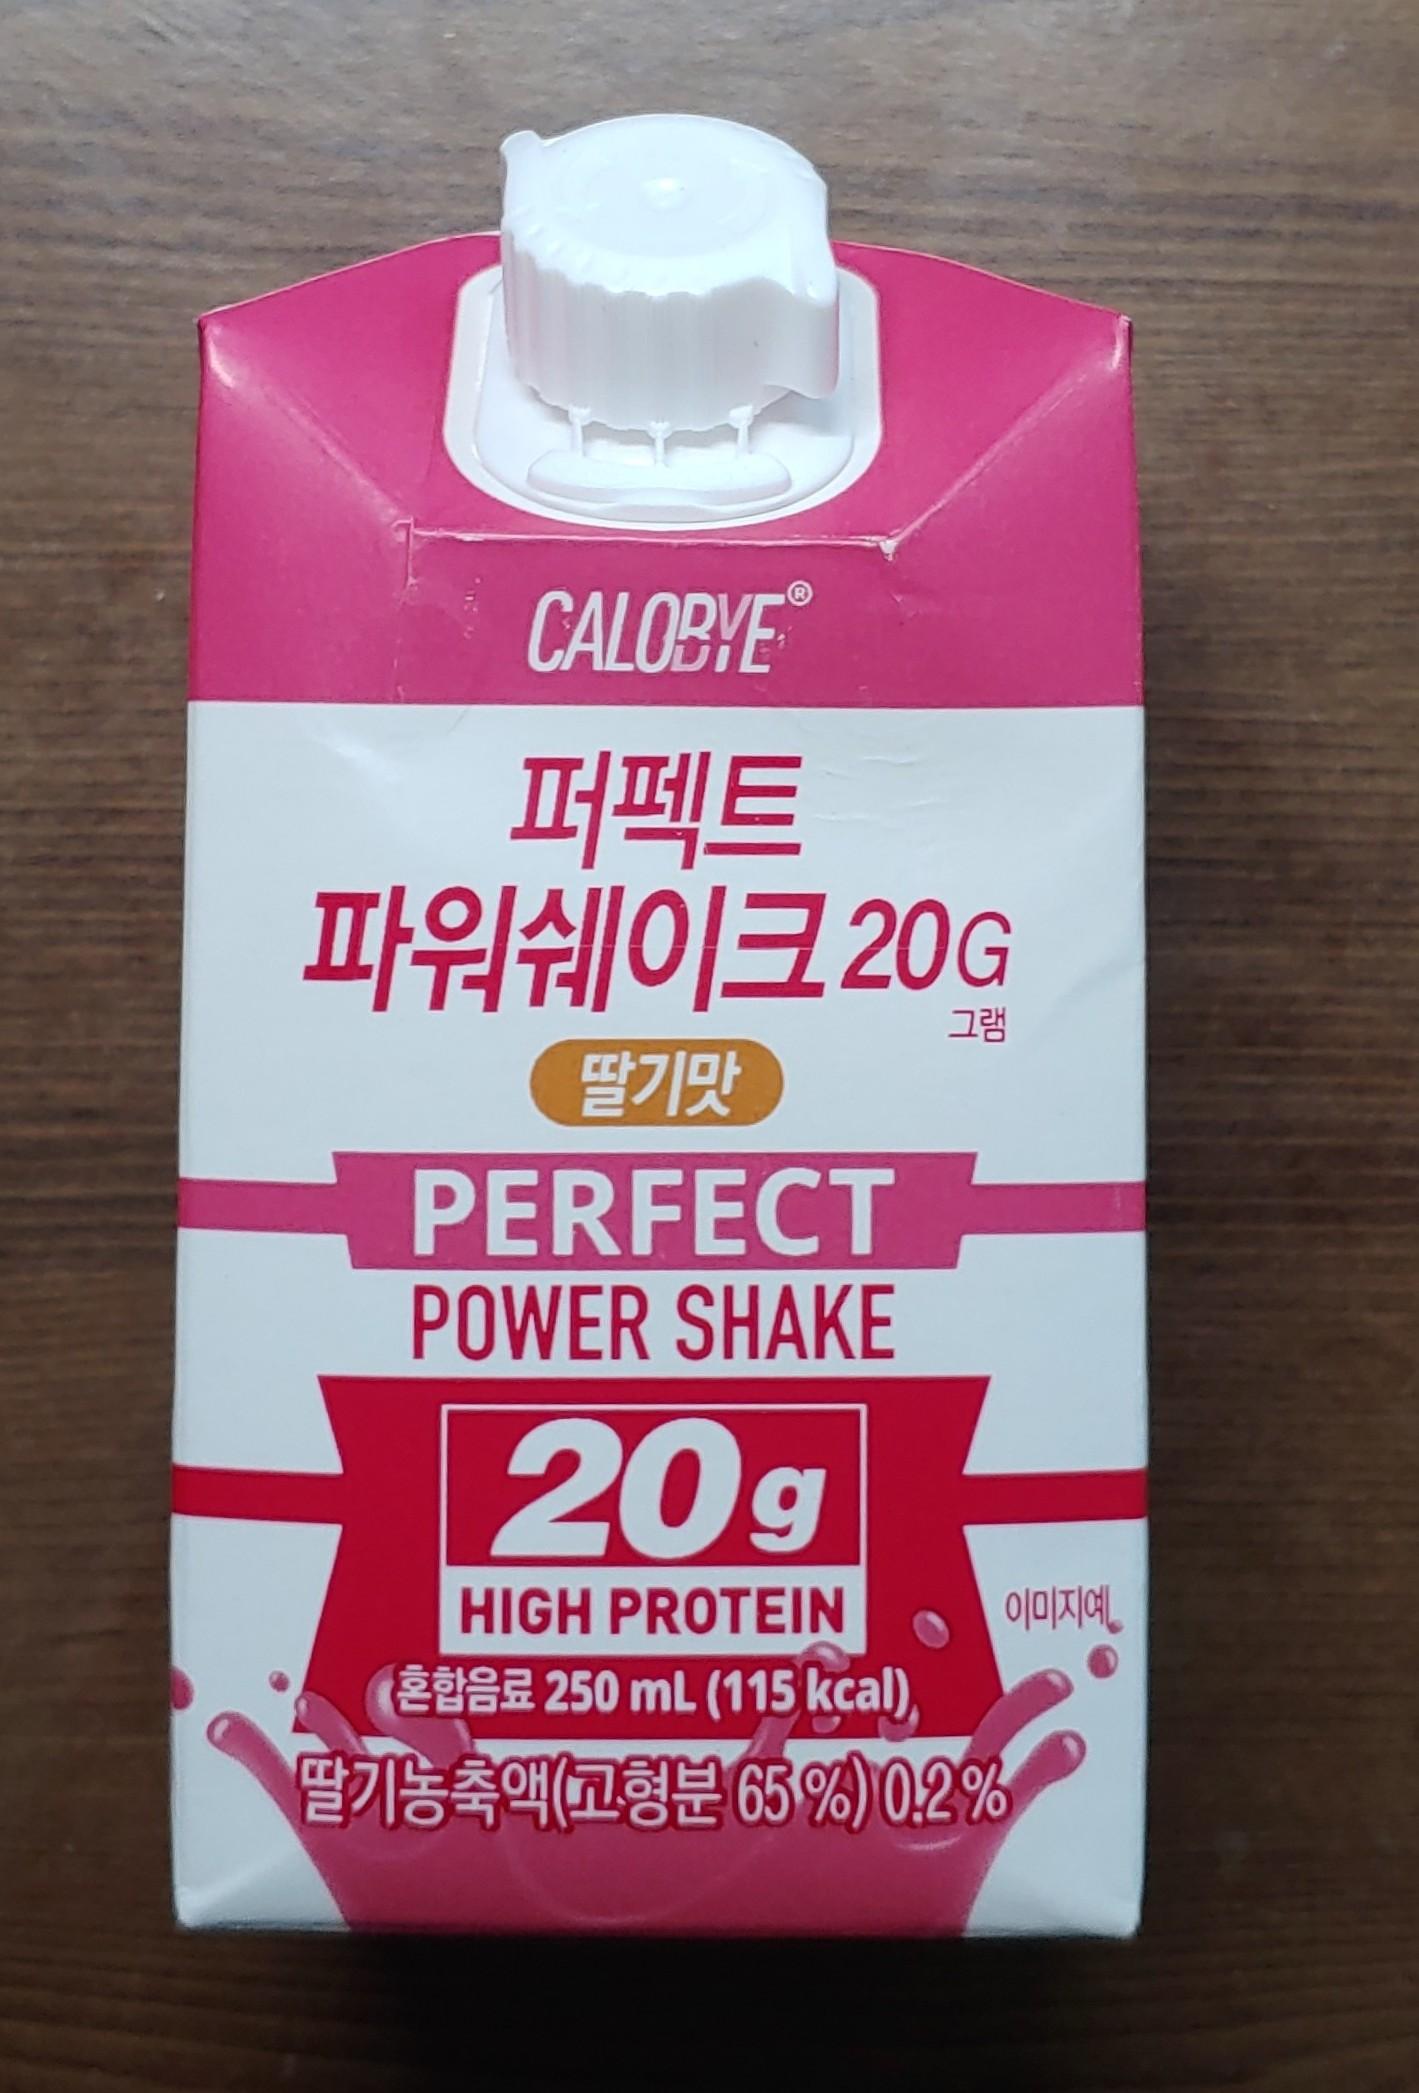 CALOBYE®
퍼펙트
파워쉐이크 20G
그램
딸기맛
PERFECT
POWER SHAKE
20g
HIGH PROTEIN
이미지예
혼합음료 250 mL (115 kcal)
딸기농축액(고형분 65 %) 0.2 %